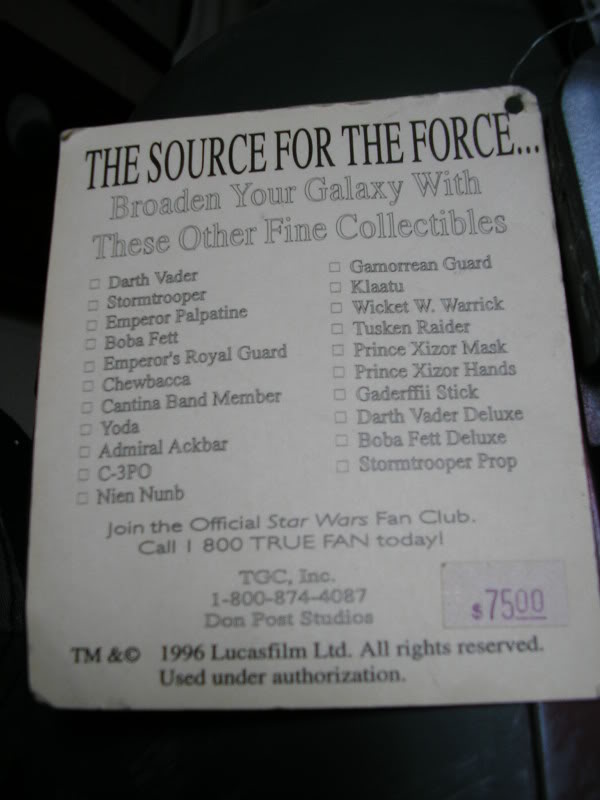 THE SOURCE FOR THE FORCE...
Broaden Your Galaxy With
These Other Fine Collectibles
Darth Vader
Stormtrooper
Emperor Palpatine
Boba Fett
Emperor's Royal Guard
Chewbacca
Cantina Band Member
Yoda
Admiral Ackbar
C-3PO
Nien Nunb
Gamorrean Guard
Klaatu
Wicket W. Warrick
Tusken Raider
Prince Xizor Mask
Prince Xizor Hands
Gaderffii Stick
Darth Vader Deluxe
Boba Fett Deluxe
Stormtrooper Prop
Join the Official Star Wars Fan Club.
Call 1 800 TRUE FAN today!
TGC, Inc.
1-800-874-4087
Don Post Studios
$7500
TM &© 1996 Lucasfilm Ltd. All rights reserved.
Used under authorization.